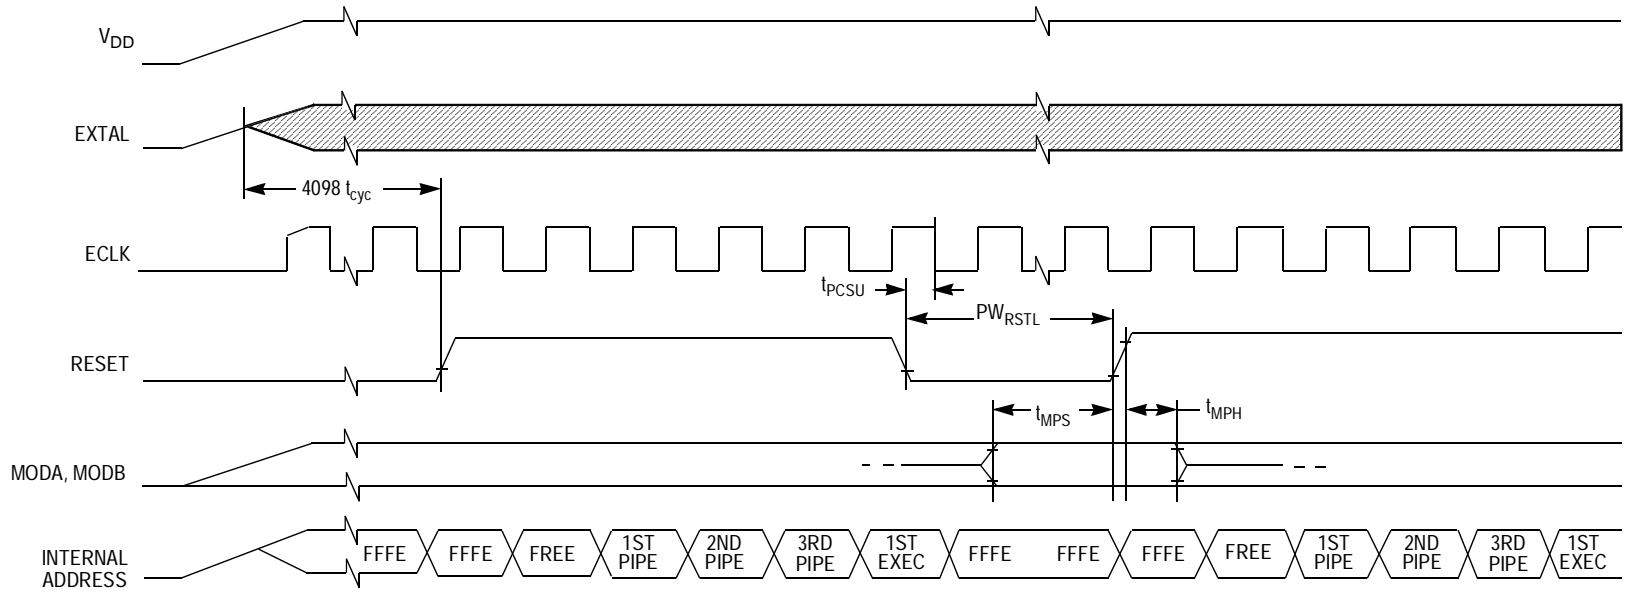 VDD
EXTAL
4098 tcyc
ECLK
tPCSU
PWRSTL
RESET
tMPS
tMPH
MODA, MODB
INTERNAL
ADDRESS
FFFE
FFFE
FREE
1ST
PIPE
2ND
PIPE
3RD
PIPE
1ST
EXEC
FFFE
FFFE
FFFE
FREE
1ST
PIPE
2ND
PIPE
3RD
PIPE
1ST
EXEC